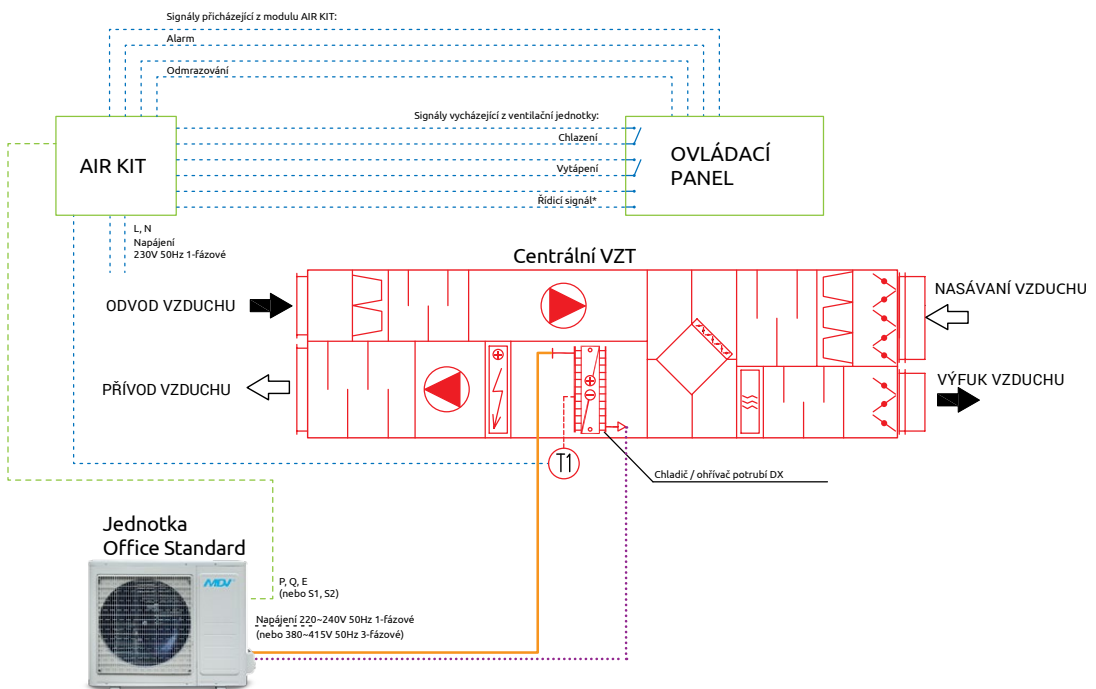 Signály přicházející z modulu AIR KIT:
Alarm
Odmrazování
Signály vycházející z ventilační jednotky:
Chlazení
Vytápení
Řídicí signál*
AIR KIT
OVLÁDACÍ
PANEL
L, N
Napájení
230V 50Hz 1-fázové
Centrální VZT
ODVOD VZDUCHU
NASÁVANÍ VZDUCHU
PŘÍVOD VZDUCHU
VÝFUK VZDUCHU
T1
Chladič / ohřívač potrubí DX
Jednotka
Office Standard
MDV
P, Q, E
(nebo S1, S2)
Napájení 220~240V 50Hz 1-fázové
(nebo 380~415V 50Hz 3-fázové)